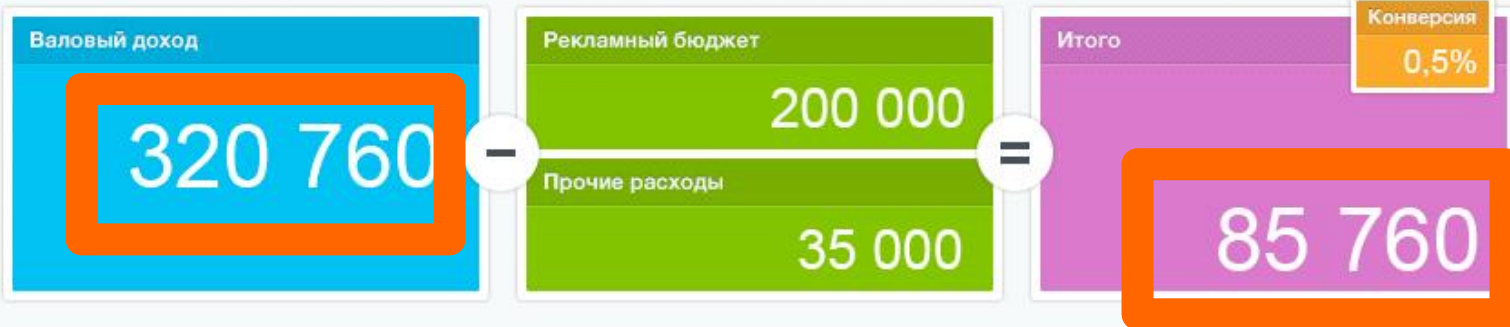 Валовый доход
320 760
−
Рекламный бюджет
200 000
Прочие расходы
35 000
=
Итого
Конверсия
0,5%
85 760